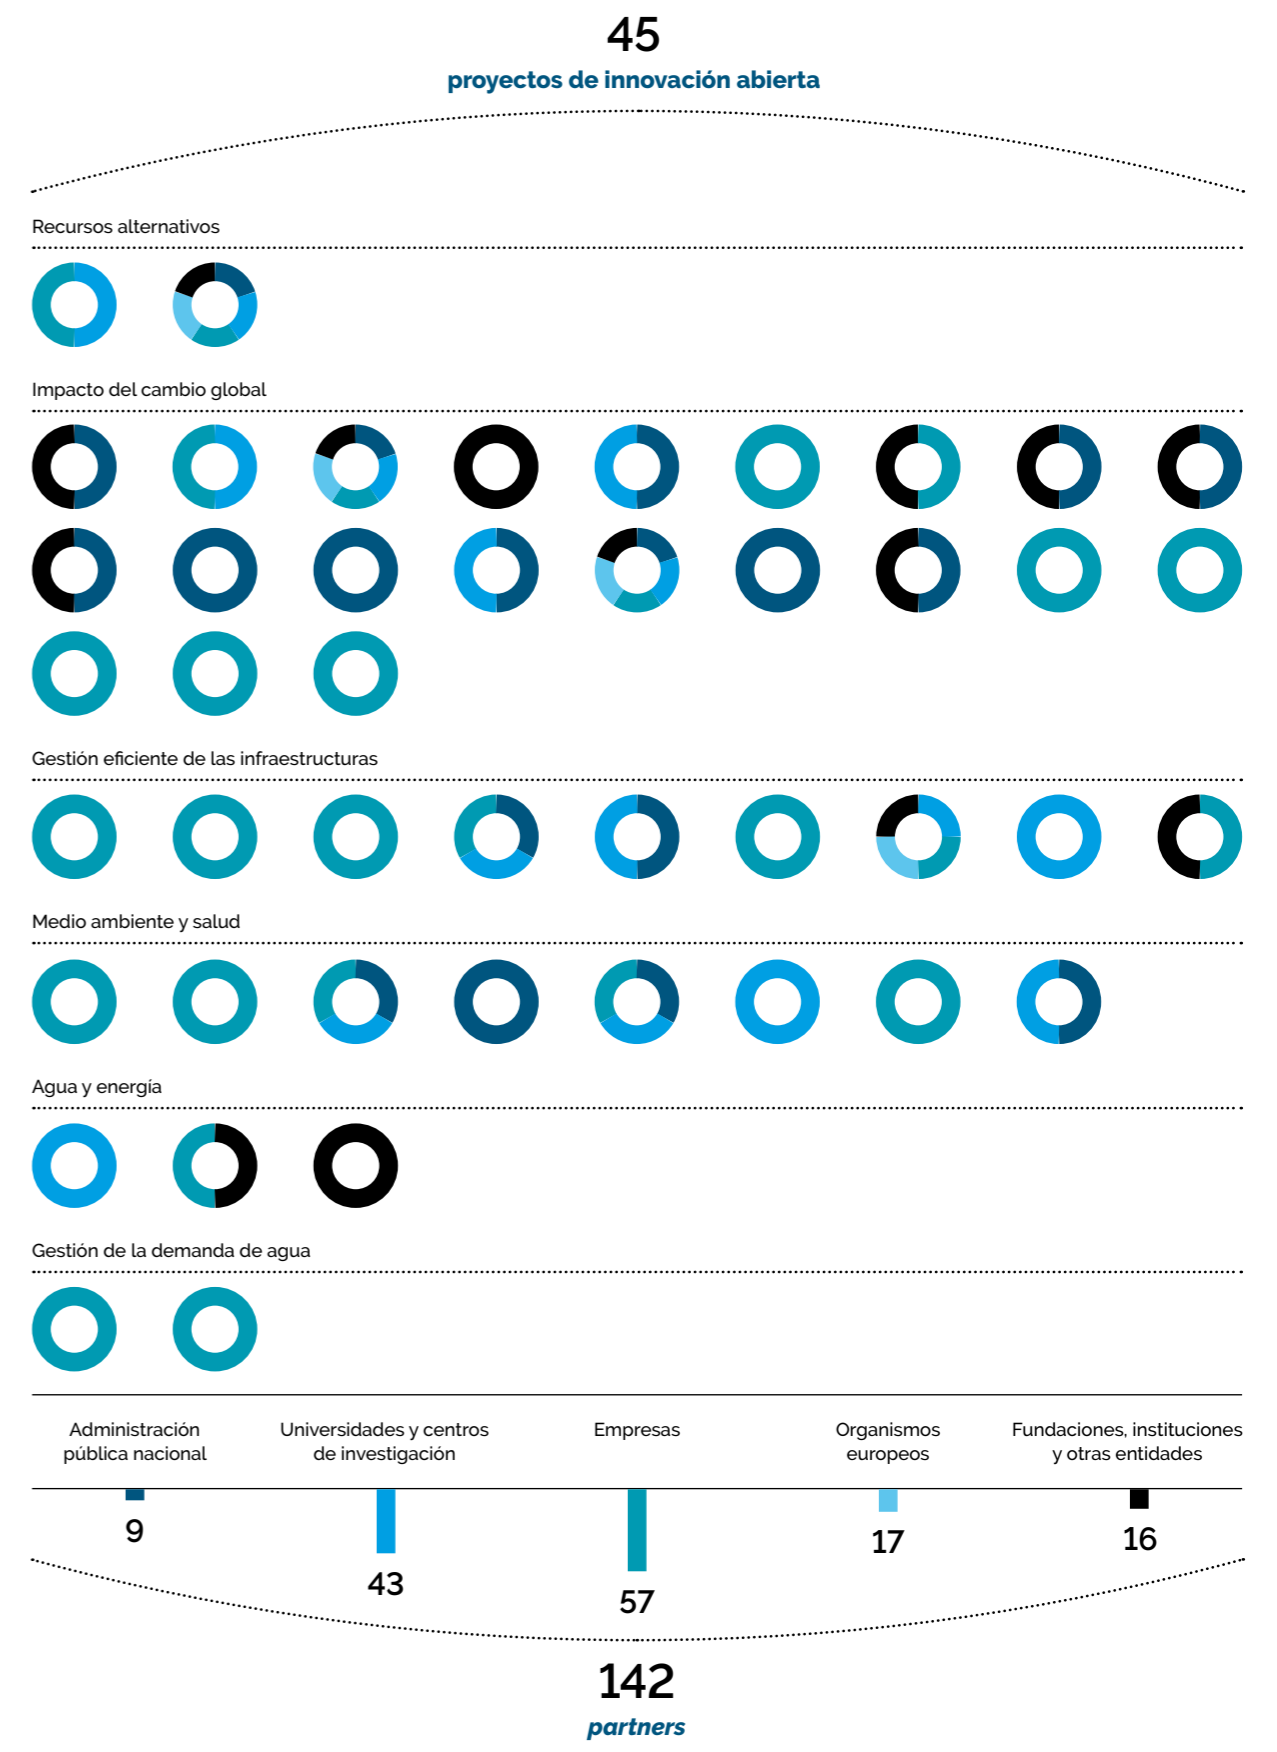 45
proyectos de innovación abierta
Recursos alternativos
Impacto del cambio global
Gestión eficiente de las infraestructuras
Medio ambiente y salud
Agua y energía
Gestión de la demanda de agua
Administración
pública nacional
Universidades y centros
de investigación
Empresas
Organismos
europeos
Fundaciones, instituciones
y otras entidades
9
43
57
17
16
142
partners